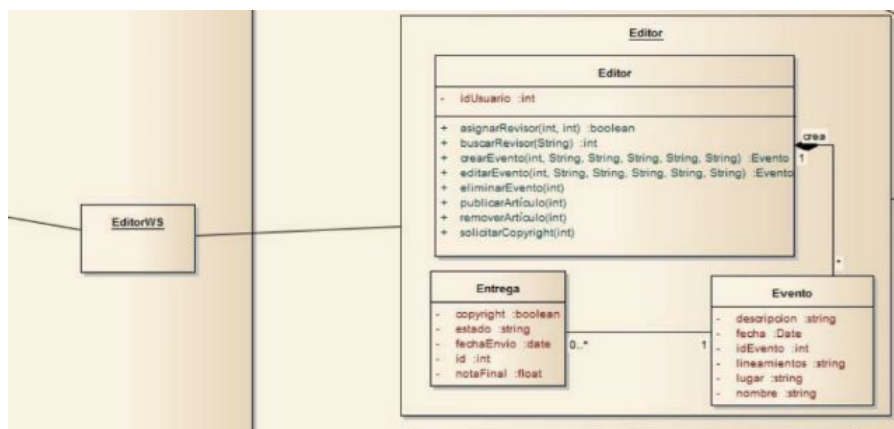 Editor
Editor
- idUsuario :int
+ asignarRevisor(int, int) :boolean
+ buscarRevisor(String) :int
+ crearEvento(int, String, String, String, String, String) :Evento
+ editarEvento(int, String, String, String, String, String) :Evento
+ eliminarEvento(int)
+ publicarArtículo(int)
+ removerArtículo(int)
+ solicitarCopyright(int)
crea
1
*
EditorWS
Entrega
- copyright :boolean
- estado :string
- fechaEnvio :date
- id :int
- notaFinal :float
0..*
1
Evento
- descripcion :string
- fecha :Date
- idEvento :int
- lineamientos :string
- lugar :string
- nombre :string